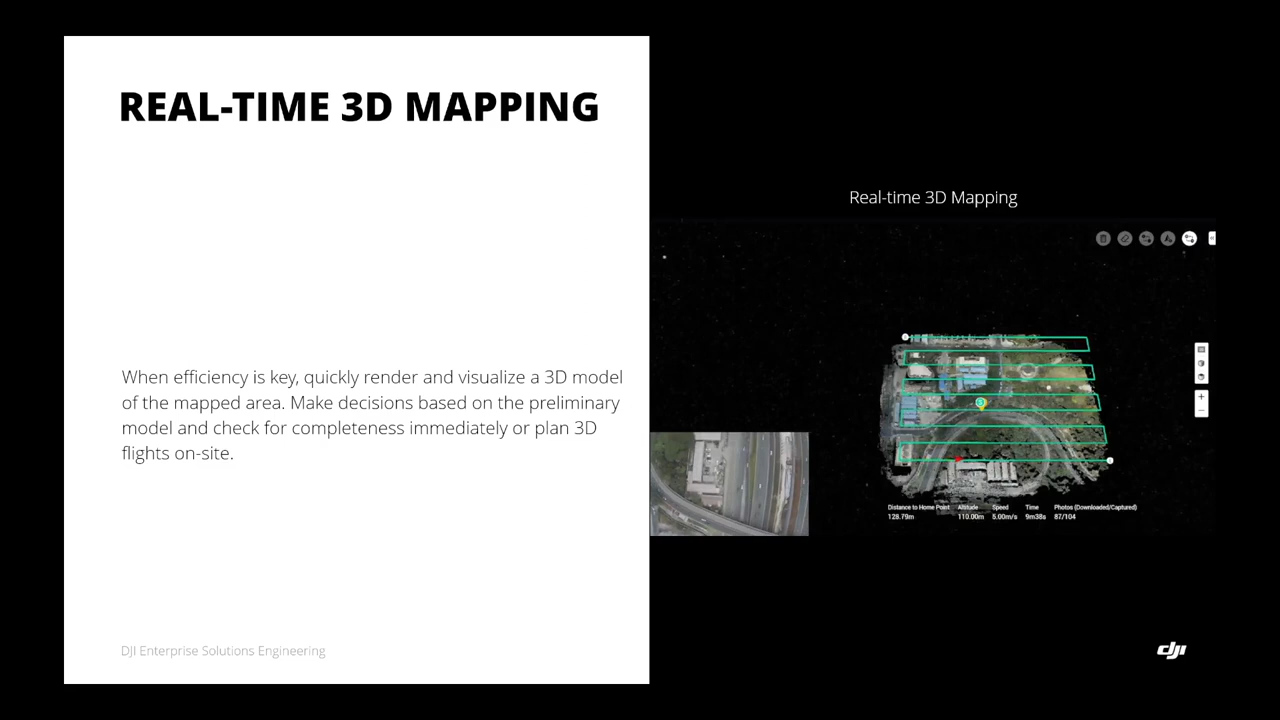 REAL-TIME 3D MAPPING
When efficiency is key, quickly render and visualize a 3D model
of the mapped area. Make decisions based on the preliminary
model and check for completeness immediately or plan 3D
flights on-site.
DJI Enterprise Solutions Engineering
Real-time 3D Mapping
Distance to Home Point Altitude Speed Time Photos (Downloaded/Captured)
128.79m 110.00m 5.00m/s 9m38s 87/104
dji